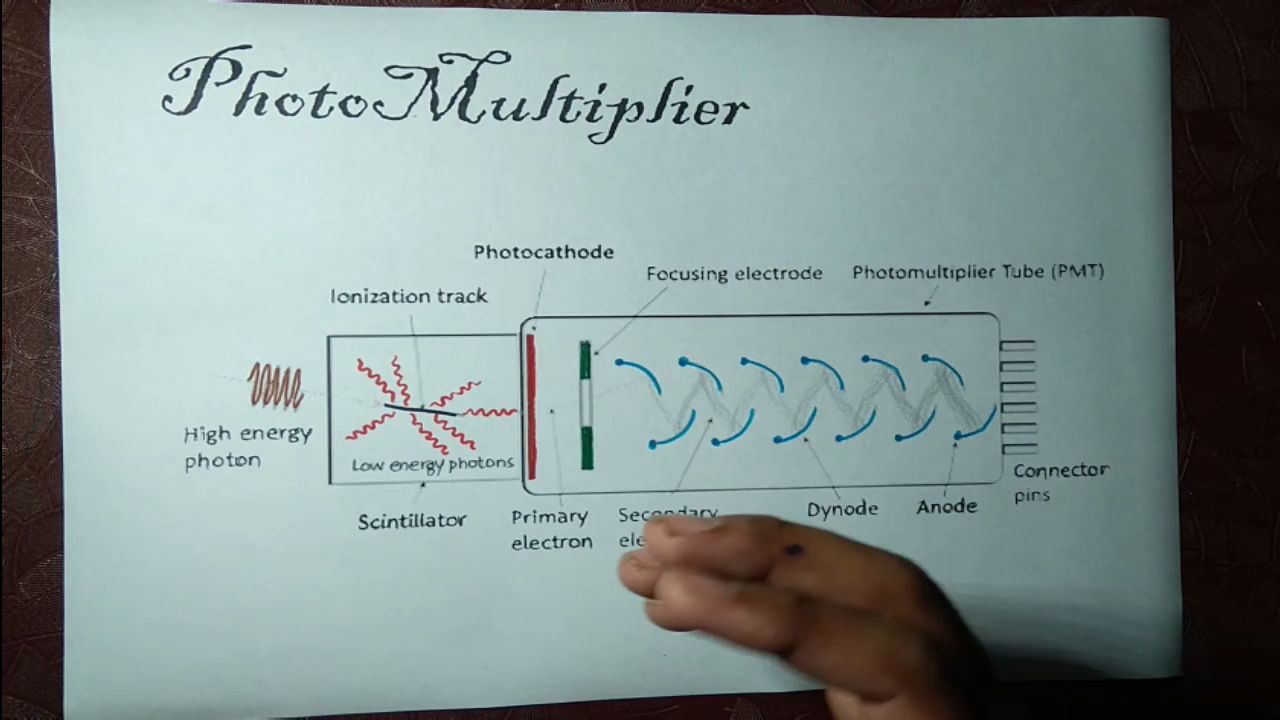 PhotoMultiplier
Photocathode
Focusing electrode
Photomultiplier Tube (PMT)
Ionization track
High energy
photon
Low energy photons
Scintillator
Primary
electron
Secondary
Dynode
Anode
Connector
pins